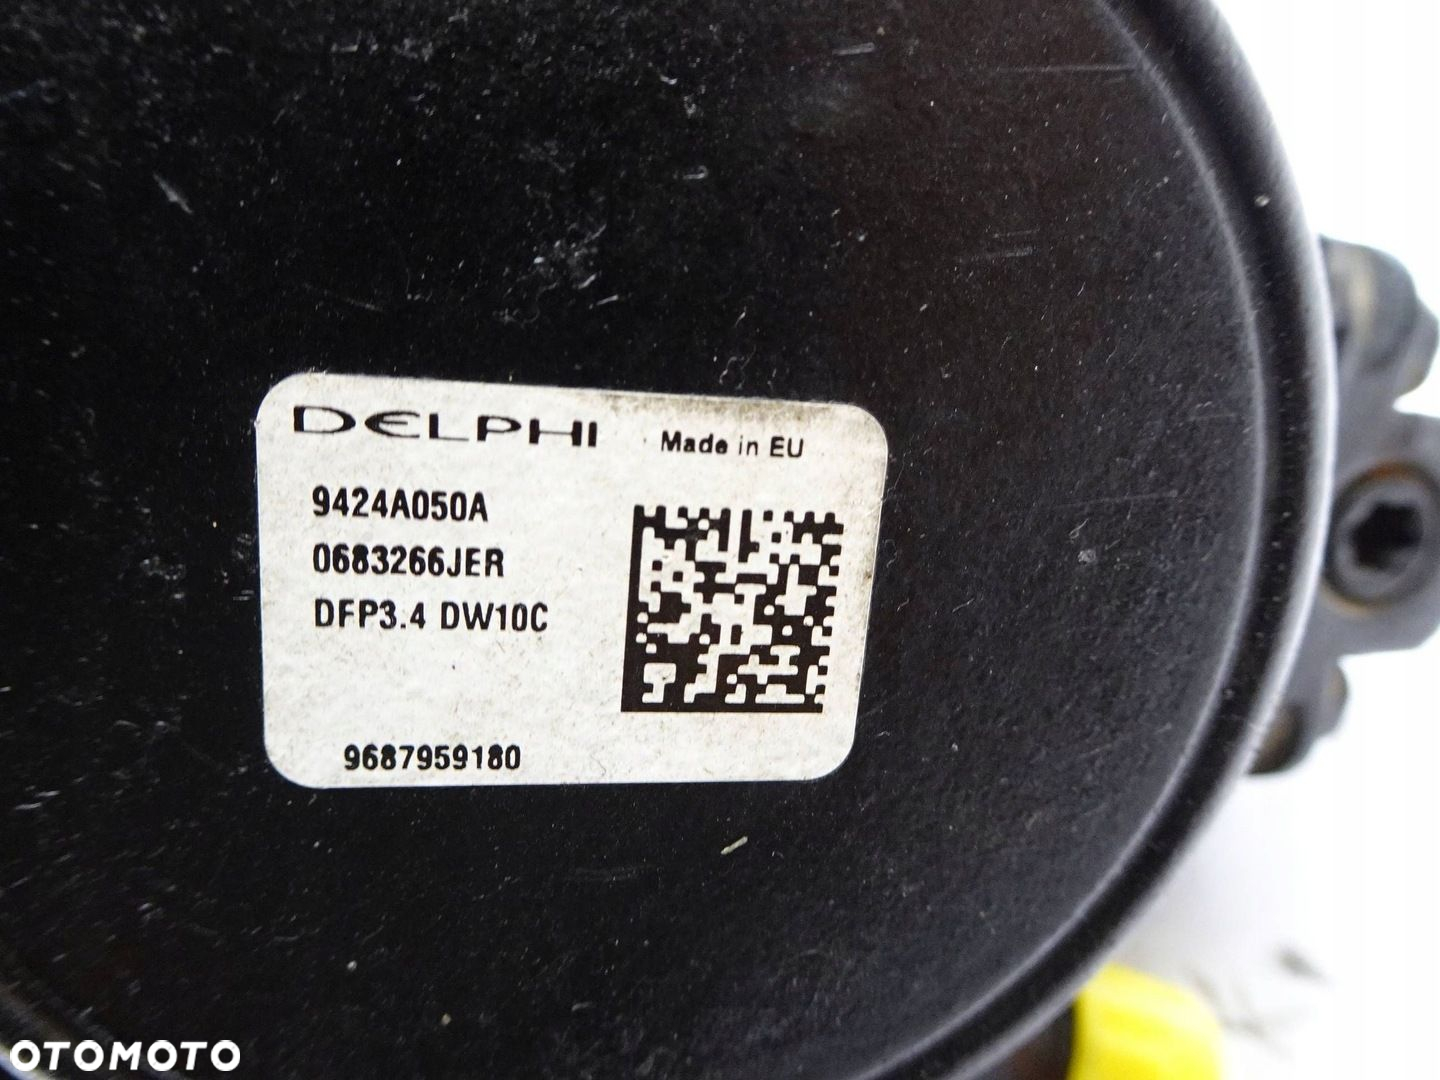 DELPHI Made in EU
9424A050A
0683266JER
DFP3.4 DW10C
9687959180
OTOMOTO